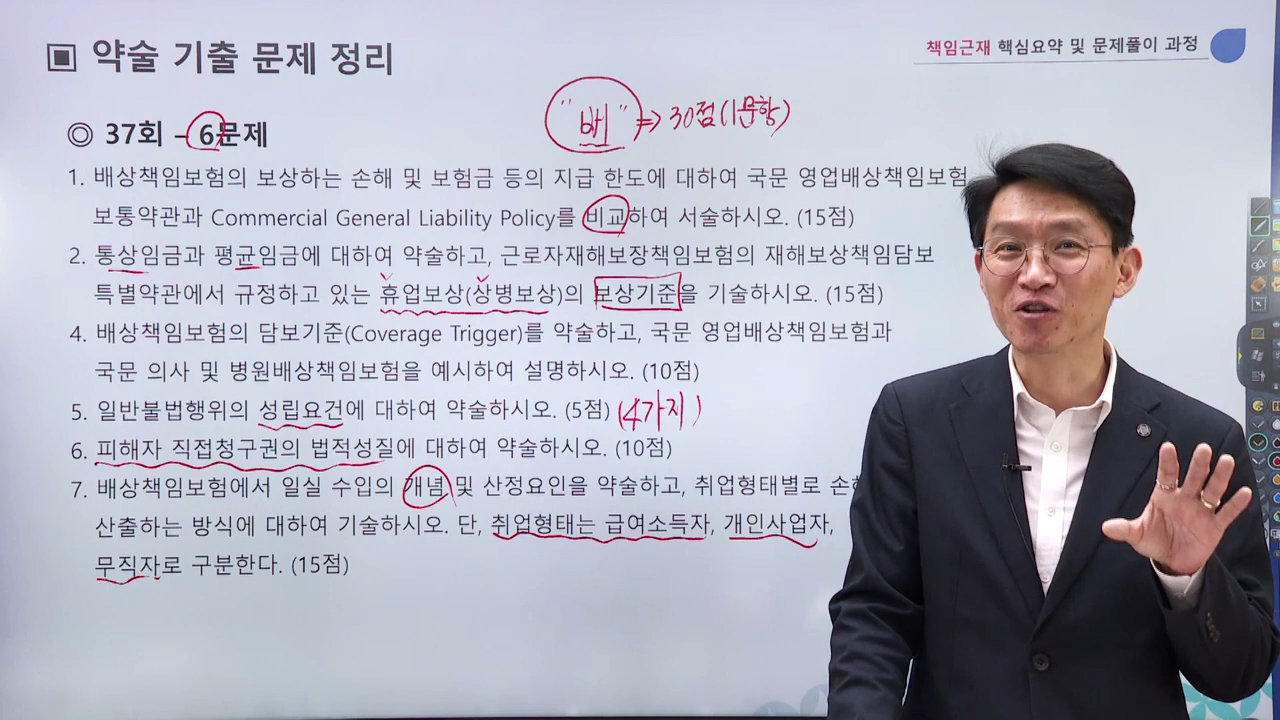 ▣ 약술 기출 문제 정리
책임근재 핵심요약 및 문제풀이 과정
"배" => 30점(1문항)
◎ 37회 – 6문제
1. 배상책임보험의 보상하는 손해 및 보험금 등의 지급 한도에 대하여 국문 영업배상책임보험
보통약관과 Commercial General Liability Policy를 비교하여 서술하시오. (15점)
2. 통상임금과 평균임금에 대하여 약술하고, 근로자재해보장책임보험의 재해보상책임담보
특별약관에서 규정하고 있는 휴업보상(상병보상)의 보상기준을 기술하시오. (15점)
4. 배상책임보험의 담보기준(Coverage Trigger)를 약술하고, 국문 영업배상책임보험과
국문 의사 및 병원배상책임보험을 예시하여 설명하시오. (10점)
5. 일반불법행위의 성립요건에 대하여 약술하시오. (5점) (4가지)
6. 피해자 직접청구권의 법적성질에 대하여 약술하시오. (10점)
7. 배상책임보험에서 일실 수입의 개념 및 산정요인을 약술하고, 취업형태별로 손해
산출하는 방식에 대하여 기술하시오. 단, 취업형태는 급여소득자, 개인사업자,
무직자로 구분한다. (15점)